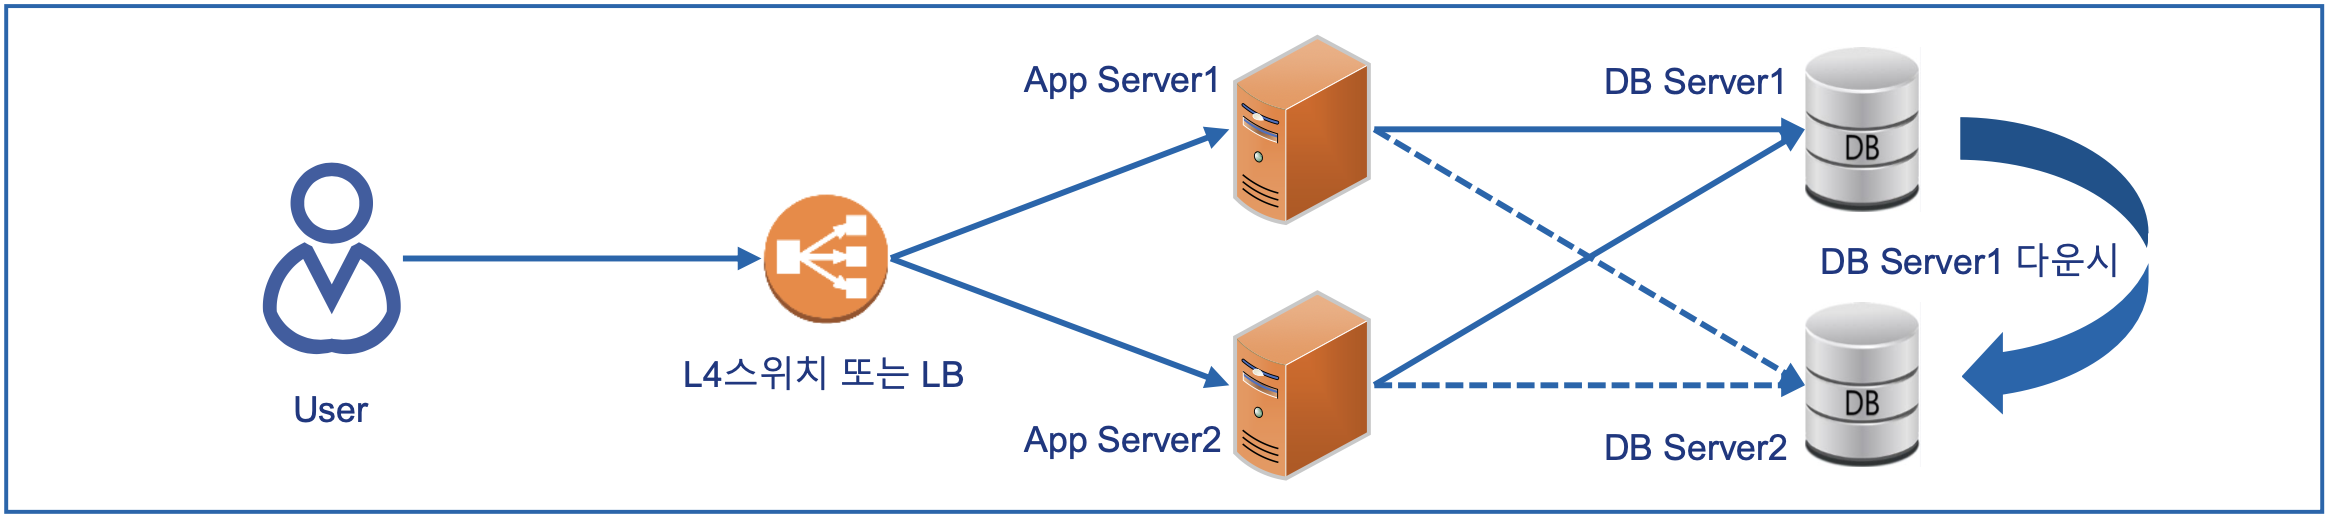 User
L4스위치 또는 LB
App Server1
App Server2
DB Server1
DB
DB Server1 다운시
DB
DB Server2